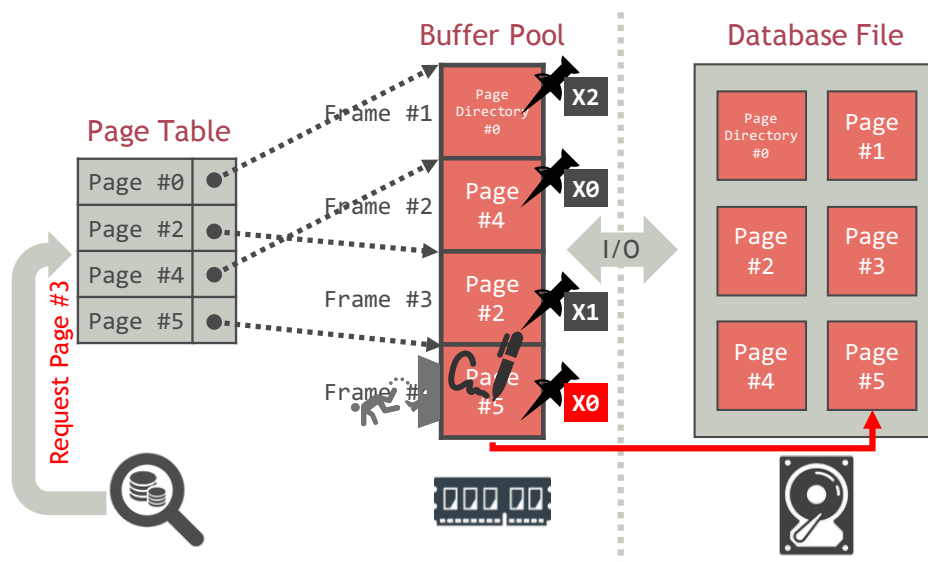 Buffer Pool
Database File
Page Table
Page #0
Page #2
Page #4
Page #5
Request Page #3
Frame #1
Frame #2
Frame #3
Frame #
Page
Directory
#0
X2
Page
#4
X0
Page
#2
X1
Page
#5
X0
I/O
Page
Directory
#0
Page
#1
Page
#2
Page
#3
Page
#4
Page
#5